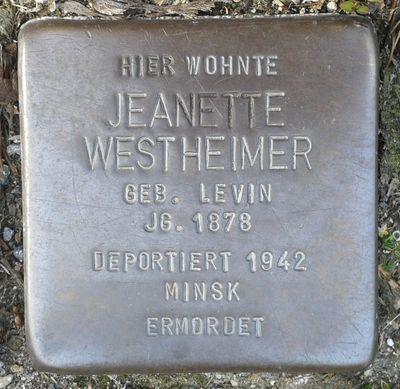 HIER WOHNTE
JEANETTE
WESTHEIMER
GEB. LEVIN
JG. 1878
DEPORTIERT 1942
MINSK
ERMORDET